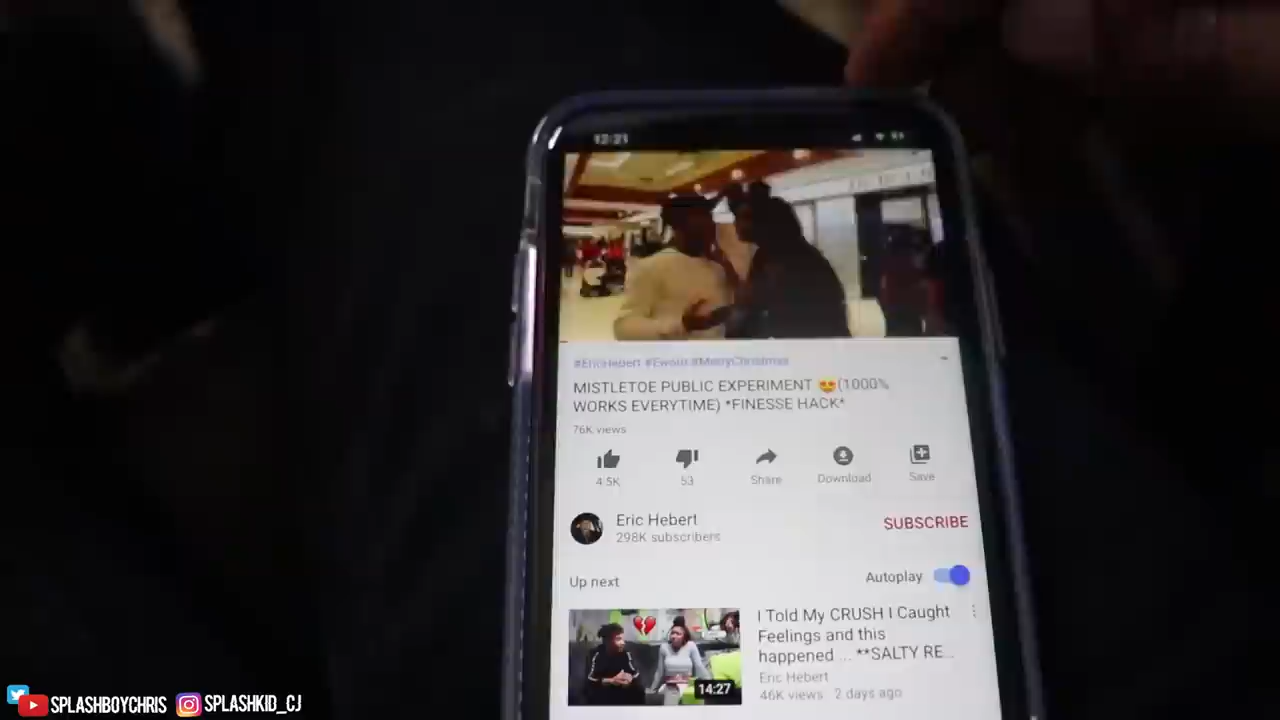 12:21
#EricHebert #Ewout #MerryChristmas
MISTLETOE PUBLIC EXPERIMENT 😍(1000%
WORKS EVERYTIME) *FINESSE HACK*
76K views
4.5K
53
Share
Download
Save
Eric Hebert
298K subscribers
SUBSCRIBE
Up next
Autoplay
I Told My CRUSH I Caught
Feelings and this
happened ... **SALTY RE...
Eric Hebert
46K views · 2 days ago
14:27
SPLASHBOYCHRIS
SPLASHKID_CJ